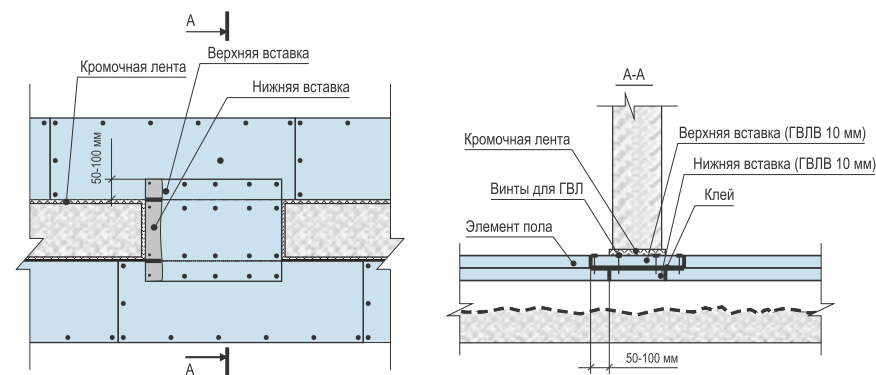 А
Верхняя вставка
Кромочная лента
Нижняя вставка
50-100 мм
А
А-А
Кромочная лента
Верхняя вставка (ГВЛВ 10 мм)
Нижняя вставка (ГВЛВ 10 мм)
Винты для ГВЛ
Клей
Элемент пола
50-100 мм